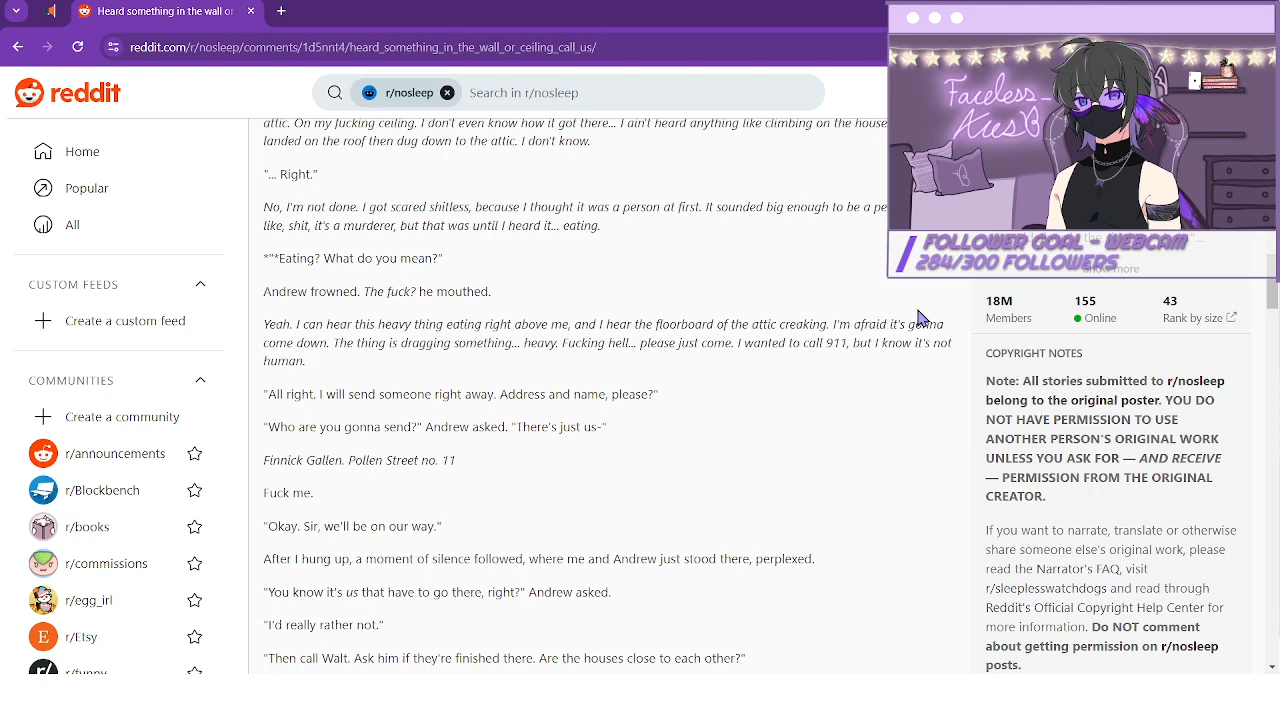 Heard something in the wall or
reddit.com/r/nosleep/comments/1d5nnt4/heard_something_in_the_wall_or_ceiling_call_us/
reddit
r/nosleep
Search in r/nosleep
Home
Popular
All
CUSTOM FEEDS
Create a custom feed
COMMUNITIES
Create a community
r/announcements
r/Blockbench
r/books
r/commissions
r/egg_irl
r/Etsy
r/funny
attic. On the fucking ceiling. I don't even know how it got there... I ain't heard anything like climbing on the house
landed on the roof then dug down to the attic. I don't know.
"... Right."
No, I'm not done. I got scared shitless, because I thought it was a person at first. It sounded big enough to be a pe
like, shit, it's a murderer, but that was until I heard it... eating.
*"*Eating? What do you mean?"
Andrew frowned. The fuck? he mouthed.
Yeah. I can hear this heavy thing eating right above me, and I hear the floorboard of the attic creaking. I'm afraid it's gonna
come down. The thing is dragging something... heavy. Fucking hell... please just come. I wanted to call 911, but I know it's not
human.
"All right. I will send someone right away. Address and name, please?"
"Who are you gonna send?" Andrew asked. "There's just us-"
Finnick Gallen. Pollen Street no. 11
Fuck me.
"Okay. Sir, we'll be on our way."
After I hung up, a moment of silence followed, where me and Andrew just stood there, perplexed.
"You know it's us that have to go there, right?" Andrew asked.
"I'd really rather not."
"Then call Walt. Ask him if they're finished there. Are the houses close to each other?"
Faceless_
FOLLOWER GOAL - WEBCAM
284/300 FOLLOWERS
Show more
18M
Members
155
Online
43
Rank by size
COPYRIGHT NOTES
Note: All stories submitted to r/nosleep
belong to the original poster. YOU DO
NOT HAVE PERMISSION TO USE
ANOTHER PERSON'S ORIGINAL WORK
UNLESS YOU ASK FOR — AND RECEIVE
— PERMISSION FROM THE ORIGINAL
CREATOR.
If you want to narrate, translate or otherwise
share someone else's original work, please
read the Narrator's FAQ, visit
r/sleeplesswatchdogs and read through
Reddit's Official Copyright Help Center for
more information. Do NOT comment
about getting permission on r/nosleep
posts.